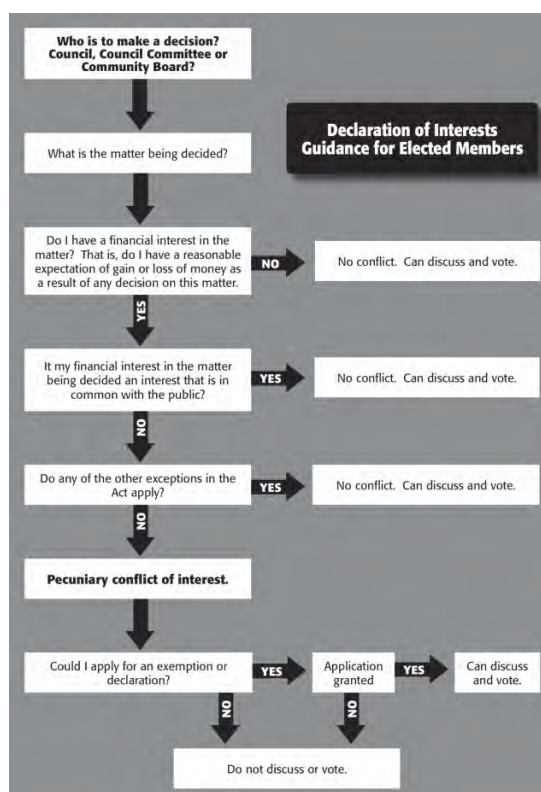 Who is to make a decision?
Council, Council Committee or
Community Board?
Declaration of Interests
Guidance for Elected Members
What is the matter being decided?
Do I have a financial interest in the
matter? That is, do I have a reasonable
expectation of gain or loss of money as
a result of any decision on this matter.
NO
No conflict. Can discuss and vote.
YES
It my financial interest in the matter
being decided an interest that is in
common with the public?
YES
No conflict. Can discuss and vote.
NO
Do any of the other exceptions in the
Act apply?
YES
No conflict. Can discuss and vote.
NO
Pecuniary conflict of interest.
Could I apply for an exemption or
declaration?
YES
Application
granted
YES
Can discuss
and vote.
NO
NO
Do not discuss or vote.